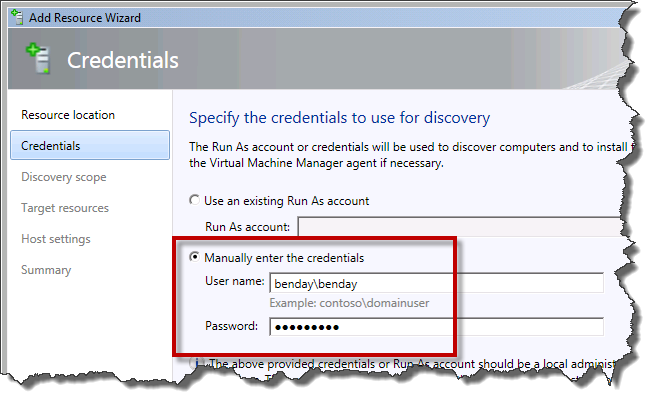 Add Resource Wizard
Credentials
Resource location
Credentials
Discovery scope
Target resources
Host settings
Summary
Specify the credentials to use for discovery
The Run As account or credentials will be used to discover computers and to install
the Virtual Machine Manager agent if necessary.
Use an existing Run As account
Run As account:
Manually enter the credentials
User name: benday\benday
Example: contoso\domainuser
Password: ●●●●●●●●●
The above provided credentials or Run As account should be a local administ